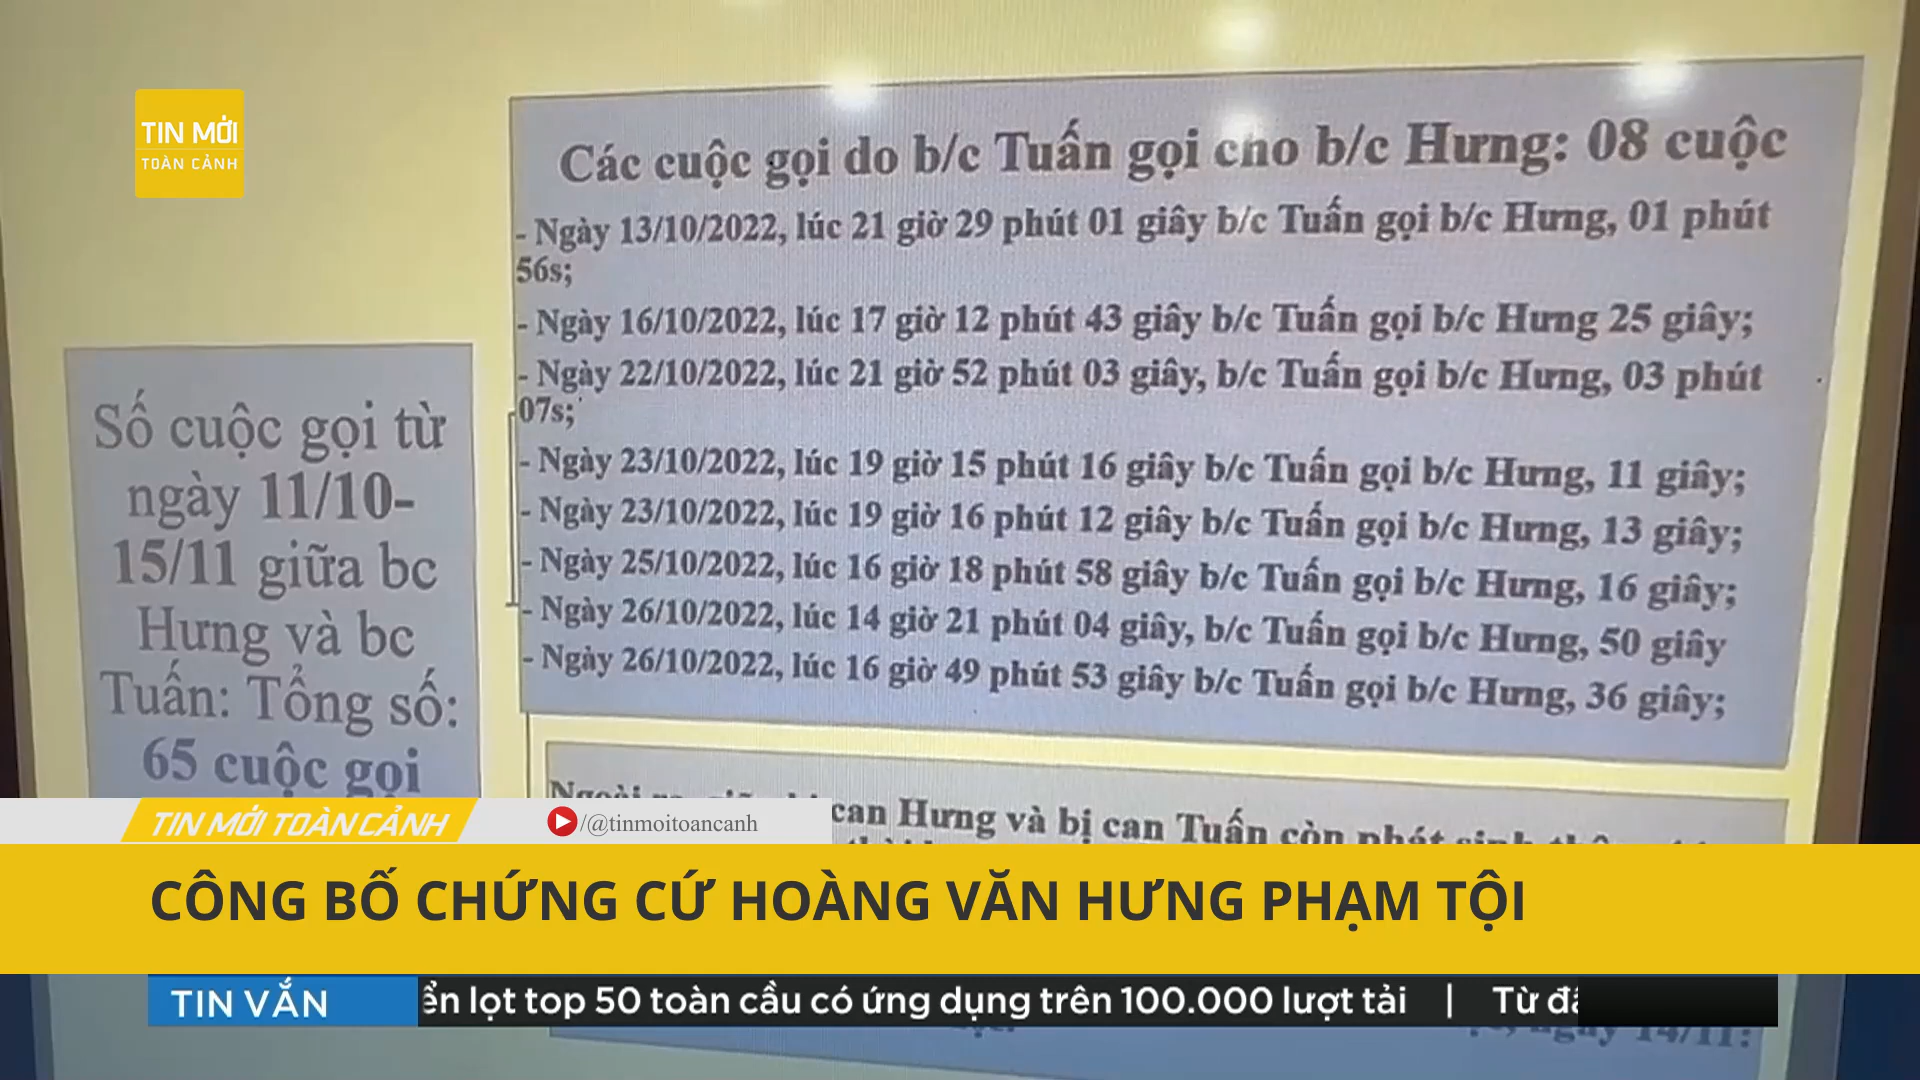 TIN MỚI
TOÀN CẢNH
Các cuộc gọi do b/c Tuấn gọi cho b/c Hưng: 08 cuộc
- Ngày 13/10/2022, lúc 21 giờ 29 phút 01 giây b/c Tuấn gọi b/c Hưng, 01 phút
56s;
- Ngày 16/10/2022, lúc 17 giờ 12 phút 43 giây b/c Tuấn gọi b/c Hưng 25 giây;
- Ngày 22/10/2022, lúc 21 giờ 52 phút 03 giây, b/c Tuấn gọi b/c Hưng, 03 phút
07s;
- Ngày 23/10/2022, lúc 19 giờ 15 phút 16 giây b/c Tuấn gọi b/c Hưng, 11 giây;
- Ngày 23/10/2022, lúc 19 giờ 16 phút 12 giây b/c Tuấn gọi b/c Hưng, 13 giây;
- Ngày 25/10/2022, lúc 16 giờ 18 phút 58 giây b/c Tuấn gọi b/c Hưng, 16 giây;
- Ngày 26/10/2022, lúc 14 giờ 21 phút 04 giây, b/c Tuấn gọi b/c Hưng, 50 giây
- Ngày 26/10/2022, lúc 16 giờ 49 phút 53 giây b/c Tuấn gọi b/c Hưng, 36 giây;
Số cuộc gọi từ
ngày 11/10-
15/11 giữa bc
Hưng và bc
Tuấn: Tổng số:
65 cuộc gọi
can Hưng và bị can Tuấn còn phát sinh
TIN MỚI TOÀN CẢNH
/@tinmoitoancanh
CÔNG BỐ CHỨNG CỨ HOÀNG VĂN HƯNG PHẠM TỘI
TIN VẮN
ển lọt top 50 toàn cầu có ứng dụng trên 100.000 lượt tải | Từ
ngày 14/11: